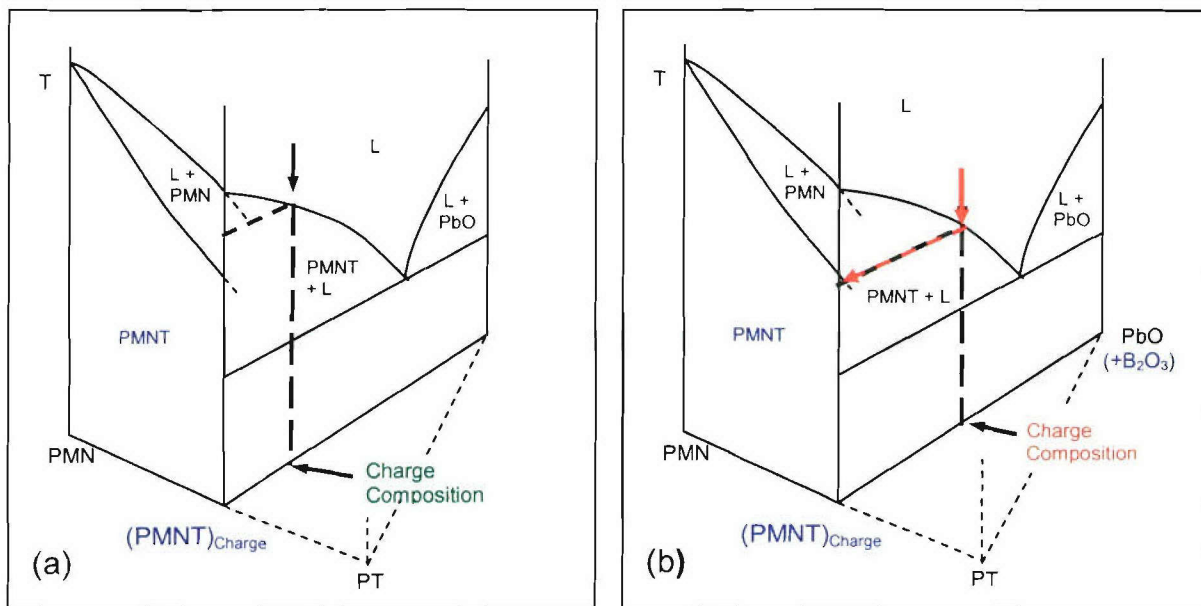 T
L
L +
PMN
L +
PbO
PMNT
+ L
PMNT
PMN
Charge
Composition
(PMNT)Charge
(a)
PT
T
L
L +
PMN
L +
PbO
PMNT + L
PMNT
PbO
(+B₂O₃)
PMN
Charge
Composition
(PMNT)Charge
(b)
PT